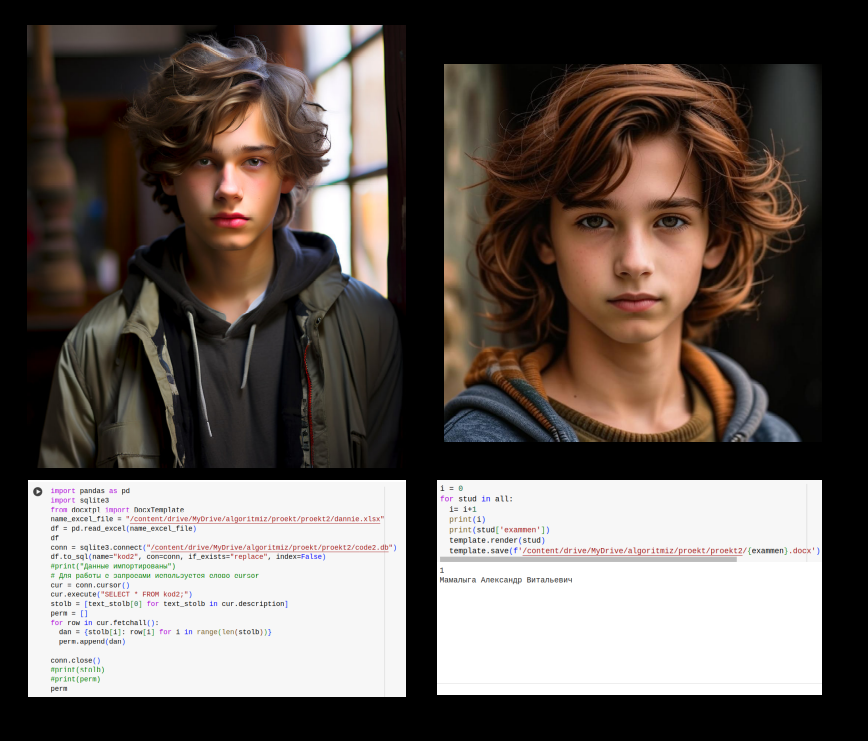 import pandas as pd
import sqlite3
from docxtpl import DocxTemplate
name_excel_file = "/content/drive/MyDrive/algoritmiz/proekt/proekt2/dannie.xlsx"
df = pd.read_excel(name_excel_file)
df
conn = sqlite3.connect("/content/drive/MyDrive/algoritmiz/proekt/proekt2/code2.db")
df.to_sql(name="kod2", con=conn, if_exists="replace", index=False)
#print("Данные импортированы")
# Для работы с запросами используется слово cursor
cur = conn.cursor()
cur.execute("SELECT * FROM kod2;")
stolb = [text_stolb[0] for text_stolb in cur.description]
perm = []
for row in cur.fetchall():
  dan = {stolb[i]: row[i] for i in range(len(stolb))}
  perm.append(dan)
conn.close()
#print(stolb)
#print(perm)
perm
i = 0
for stud in all:
  i= i+1
  print(i)
  print(stud['exammen'])
  template.render(stud)
  template.save(f'/content/drive/MyDrive/algoritmiz/proekt/proekt2/{exammen}.docx')
1
Мамалыга Александр Витальевич